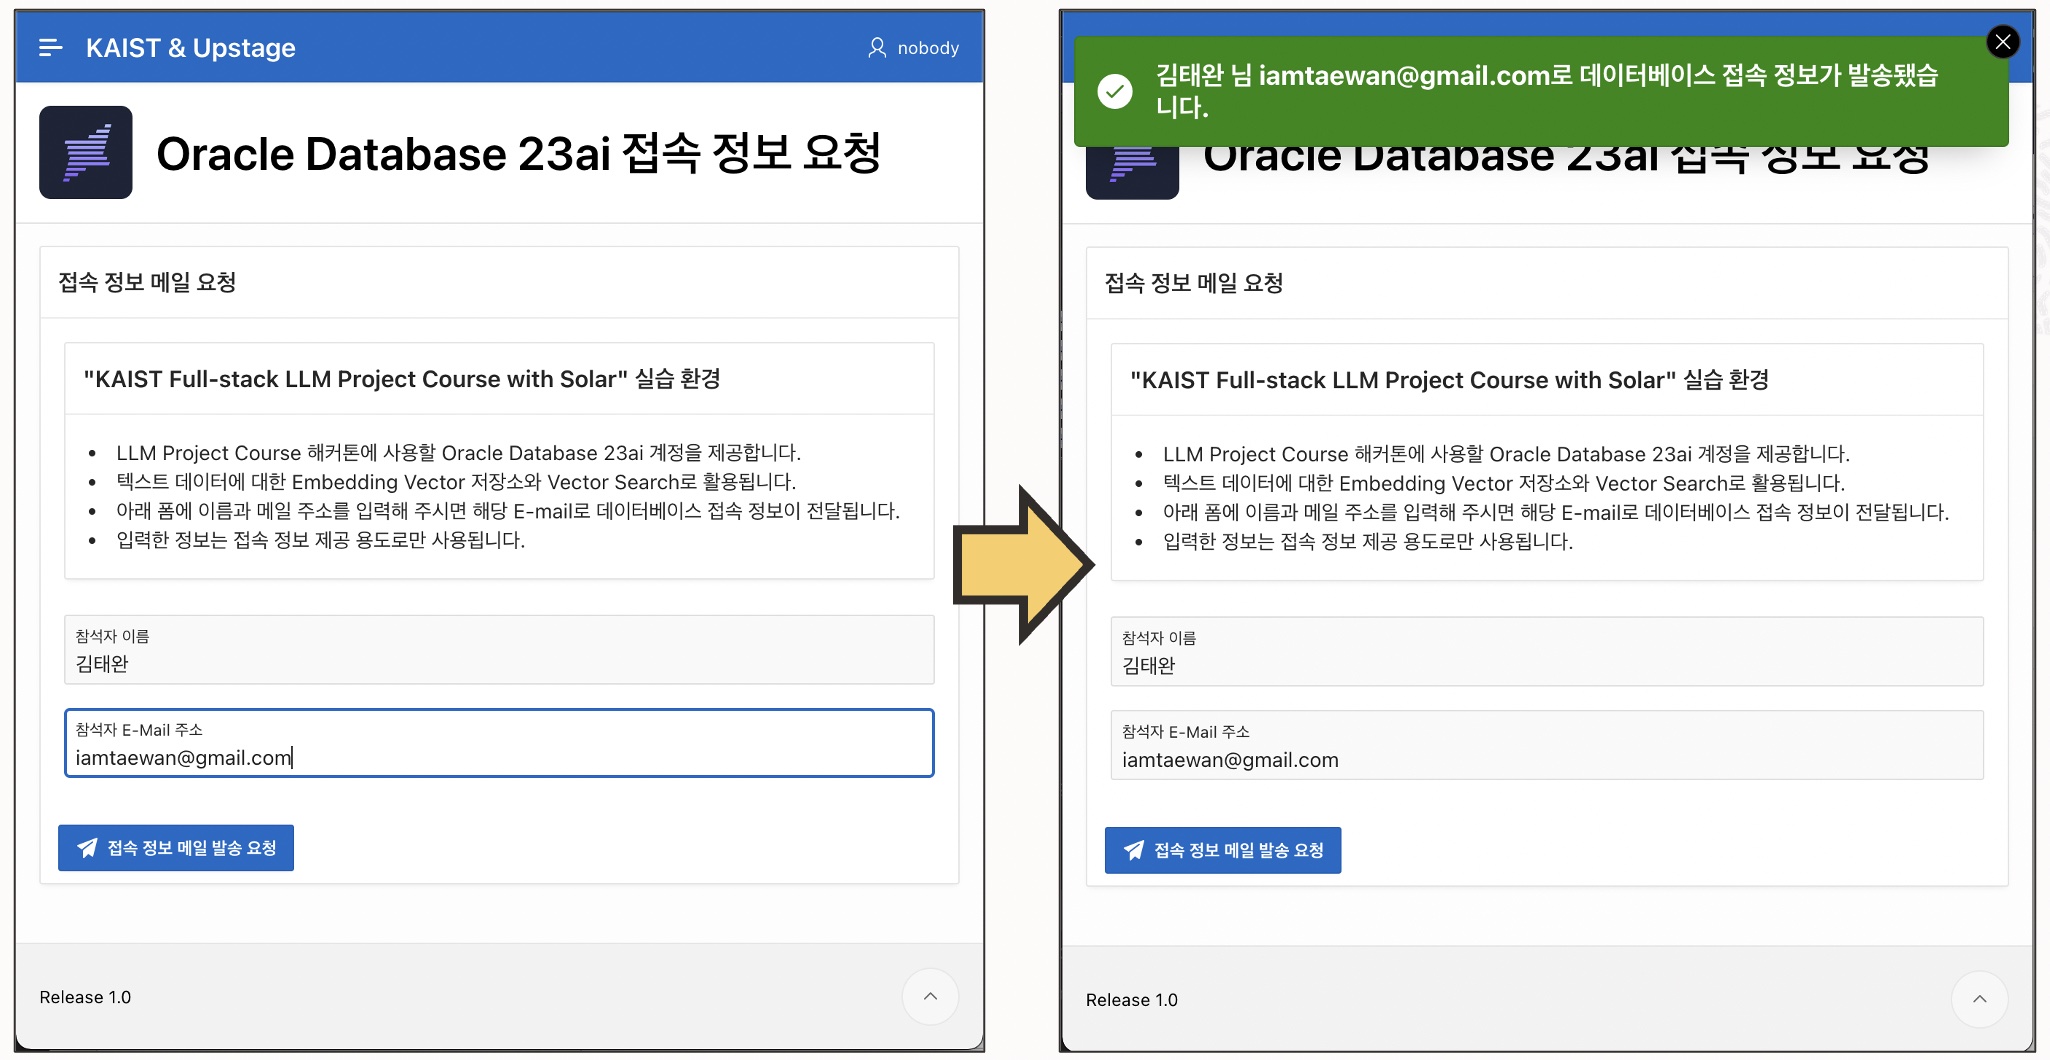 KAIST & Upstage
nobody
Oracle Database 23ai 접속 정보 요청
접속 정보 메일 요청
"KAIST Full-stack LLM Project Course with Solar" 실습 환경
• LLM Project Course 해커톤에 사용할 Oracle Database 23ai 계정을 제공합니다.
• 텍스트 데이터에 대한 Embedding Vector 저장소와 Vector Search로 활용됩니다.
• 아래 폼에 이름과 메일 주소를 입력해 주시면 해당 E-mail로 데이터베이스 접속 정보이 전달됩니다.
• 입력한 정보는 접속 정보 제공 용도로만 사용됩니다.
참석자 이름
김태완
참석자 E-Mail 주소
iamtaewan@gmail.com
접속 정보 메일 발송 요청
Release 1.0
김태완 님 iamtaewan@gmail.com로 데이터베이스 접속 정보가 발송됐습
니다.
Oracle Database 23ai 접속 정보 요청
접속 정보 메일 요청
"KAIST Full-stack LLM Project Course with Solar" 실습 환경
• LLM Project Course 해커톤에 사용할 Oracle Database 23ai 계정을 제공합니다.
• 텍스트 데이터에 대한 Embedding Vector 저장소와 Vector Search로 활용됩니다.
• 아래 폼에 이름과 메일 주소를 입력해 주시면 해당 E-mail로 데이터베이스 접속 정보이 전달됩니다.
• 입력한 정보는 접속 정보 제공 용도로만 사용됩니다.
참석자 이름
김태완
참석자 E-Mail 주소
iamtaewan@gmail.com
접속 정보 메일 발송 요청
Release 1.0